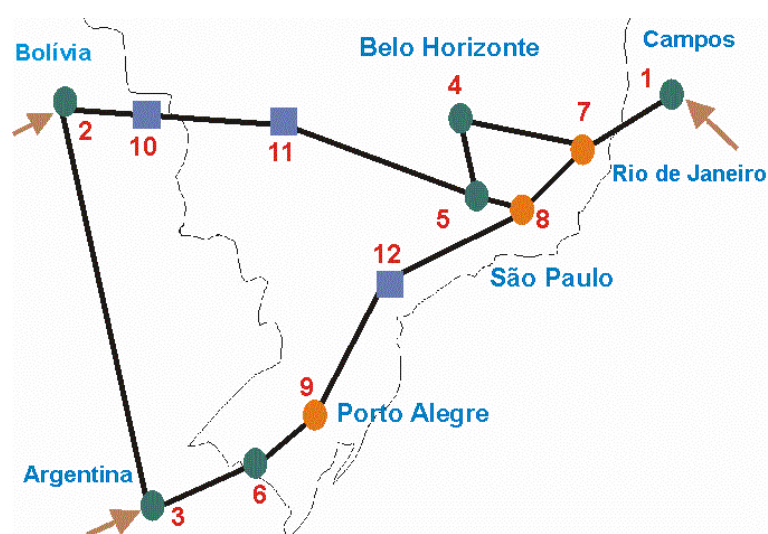 Campos
Belo Horizonte
Bolívia
1
4
7
2
10
11
Rio de Janeiro
5
8
12
São Paulo
9
Porto Alegre
Argentina
6
3